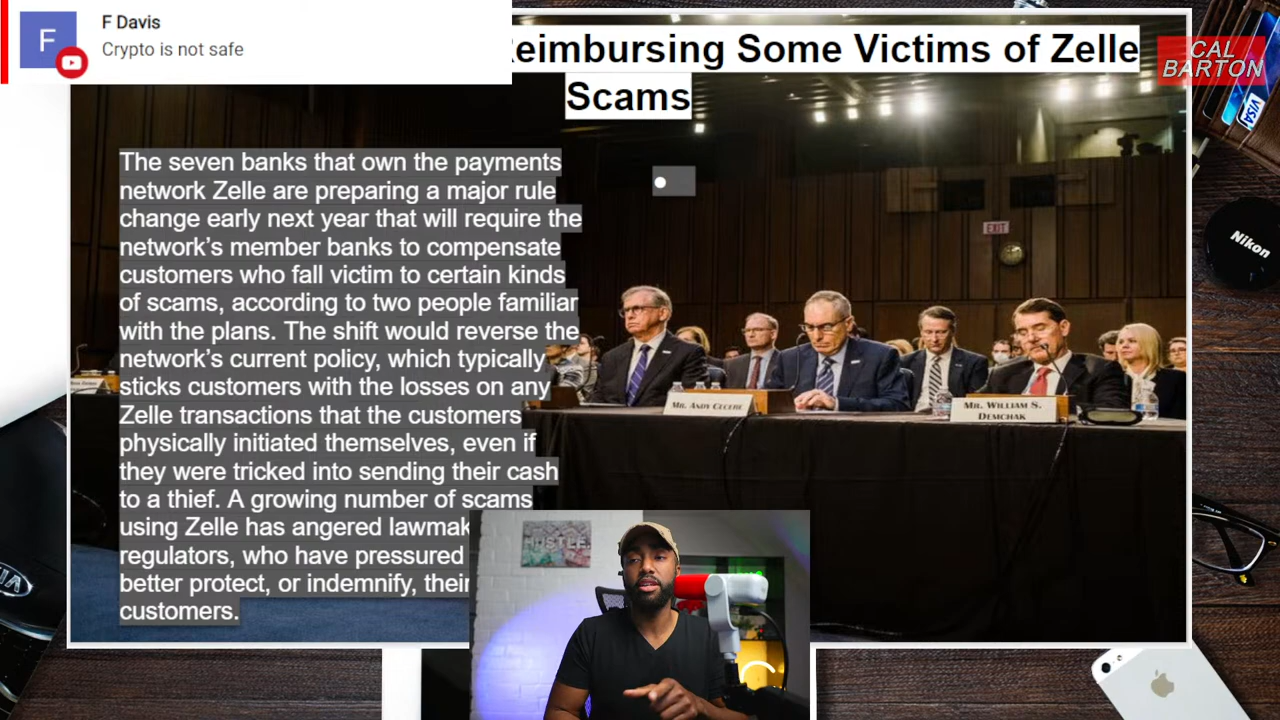 F Davis
F
Crypto is not safe
Reimbursing Some Victims of Zelle
Scams
CAL
BARTON
VISA
The seven banks that own the payments
network Zelle are preparing a major rule
change early next year that will require the
network's member banks to compensate
customers who fall victim to certain kinds
of scams, according to two people familiar
with the plans. The shift would reverse the
network's current policy, which typically
sticks customers with the losses on any
Zelle transactions that the customers
physically initiated themselves, even if
they were tricked into sending their cash
to a thief. A growing number of scams
using Zelle has angered lawmak
regulators, who have pressured
better protect, or indemnify, their
customers.
EXIT
Nikon
MR. ANDY CECERE
MR. WILLIAM S.
DEMCHAK
HUSTLE.
KIA